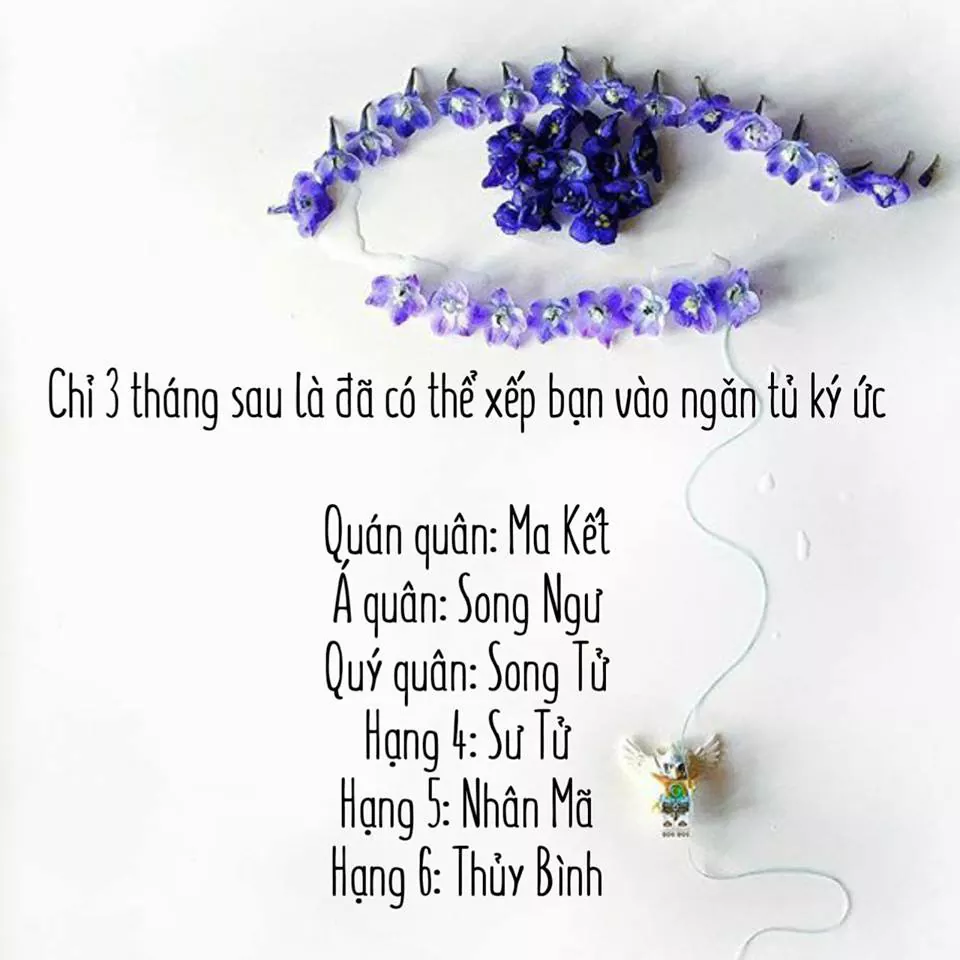 Chỉ 3 tháng sau là đã có thể xếp bạn vào ngăn tủ ký ức
Quán quân: Ma Kết
Á quân: Song Ngư
Quý quân: Song Tử
Hạng 4: Sư Tử
Hạng 5: Nhân Mã
Hạng 6: Thủy Bình